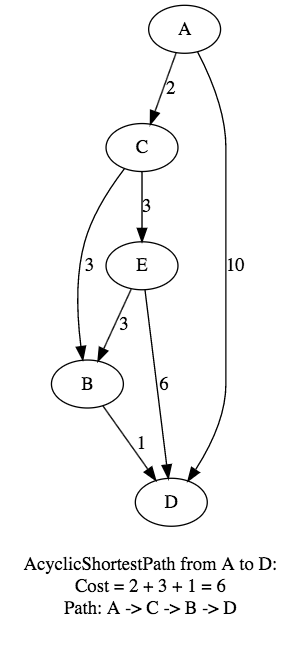 A
2
C
3
3
E
10
3
B
6
1
D
AcyclicShortestPath from A to D:
Cost = 2 + 3 + 1 = 6
Path: A -> C -> B -> D